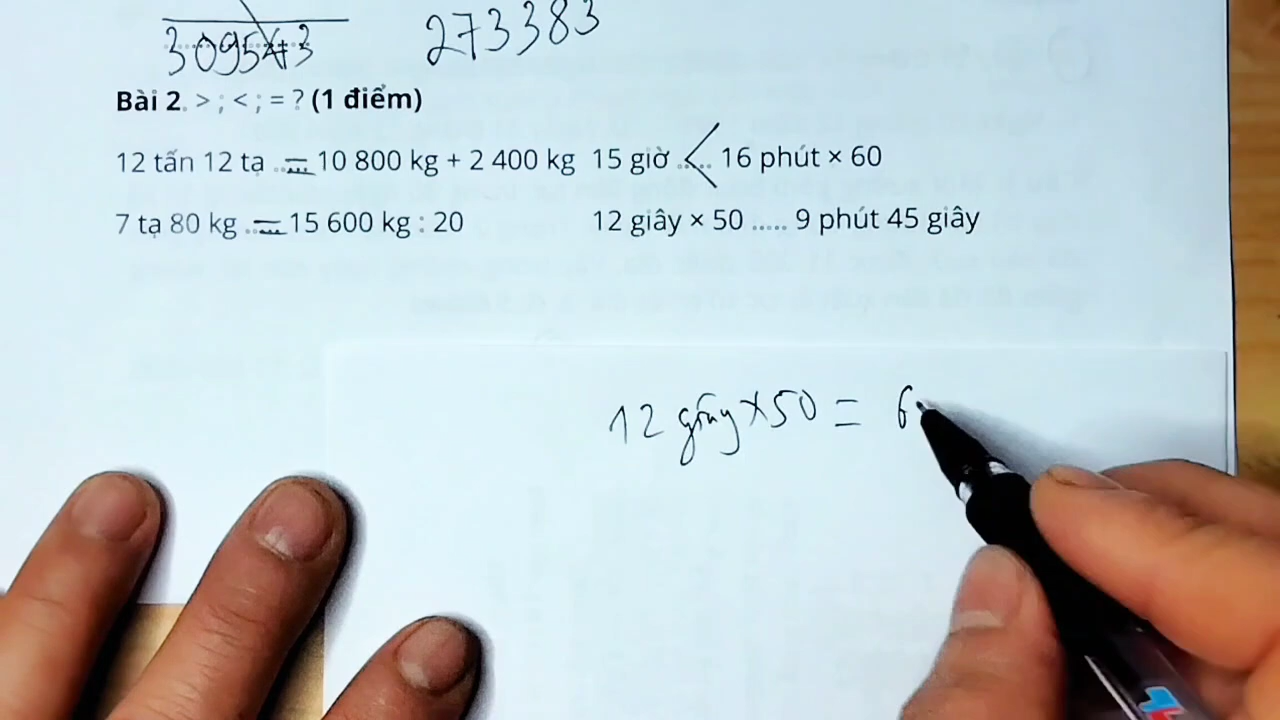 309543 273383
Bài 2. > ; < ; = ? (1 điểm)
12 tấn 12 tạ ..=.. 10 800 kg + 2 400 kg 15 giờ ..<.. 16 phút × 60
7 tạ 80 kg ..=.. 15 600 kg : 20 12 giây × 50 ..... 9 phút 45 giây
12 giây × 50 = 6